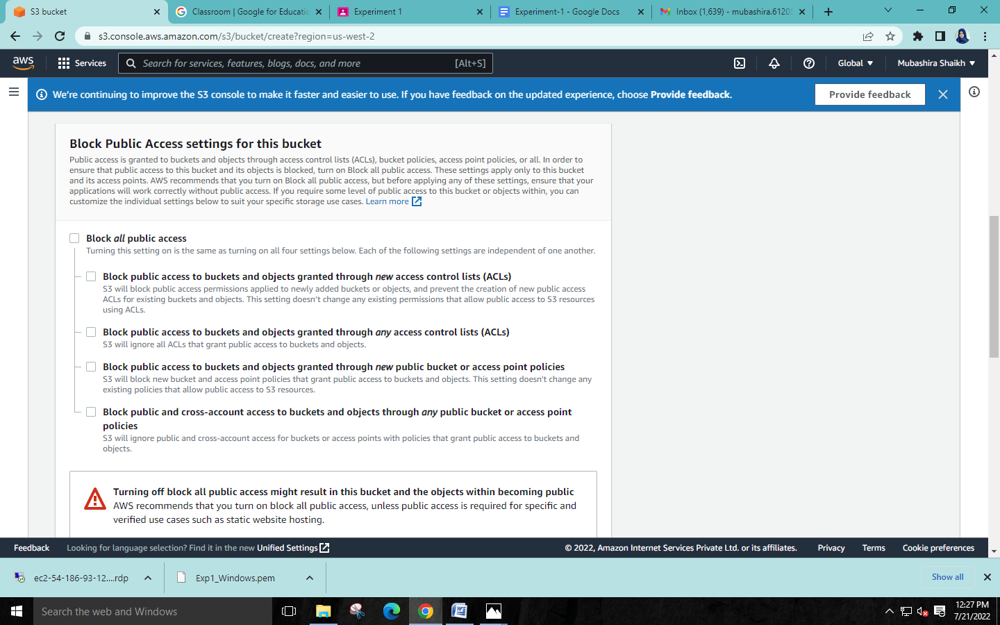 S3 bucket
Classroom | Google for Educatio
Experiment 1
Experiment-1 - Google Docs
Inbox (1,639) - mubashira.6120
s3.console.aws.amazon.com/s3/bucket/create?region=us-west-2
aws
Services
Search for services, features, blogs, docs, and more
[Alt+S]
Global
Mubashira Shaikh
We're continuing to improve the S3 console to make it faster and easier to use. If you have feedback on the updated experience, choose Provide feedback.
Provide feedback
Block Public Access settings for this bucket
Public access is granted to buckets and objects through access control lists (ACLs), bucket policies, access point policies, or all. In order to
ensure that public access to this bucket and its objects is blocked, turn on Block all public access. These settings apply only to this bucket
and its access points. AWS recommends that you turn on Block all public access, but before applying any of these settings, ensure that your
applications will work correctly without public access. If you require some level of public access to this bucket or objects within, you can
customize the individual settings below to suit your specific storage use cases. Learn more
Block all public access
Turning this setting on is the same as turning on all four settings below. Each of the following settings are independent of one another.
Block public access to buckets and objects granted through new access control lists (ACLs)
S3 will block public access permissions applied to newly added buckets or objects, and prevent the creation of new public access
ACLs for existing buckets and objects. This setting doesn't change any existing permissions that allow public access to S3 resources
using ACLs.
Block public access to buckets and objects granted through any access control lists (ACLs)
S3 will ignore all ACLs that grant public access to buckets and objects.
Block public access to buckets and objects granted through new public bucket or access point policies
S3 will block new bucket and access point policies that grant public access to buckets and objects. This setting doesn't change any
existing policies that allow public access to S3 resources.
Block public and cross-account access to buckets and objects through any public bucket or access point
policies
S3 will ignore public and cross-account access for buckets or access points with policies that grant public access to buckets and
objects.
Turning off block all public access might result in this bucket and the objects within becoming public
AWS recommends that you turn on block all public access, unless public access is required for specific and
verified use cases such as static website hosting.
Feedback
Looking for language selection? Find it in the new Unified Settings
© 2022, Amazon Internet Services Private Ltd. or its affiliates.
Privacy
Terms
Cookie preferences
ec2-54-186-93-12....rdp
Exp1_Windows.pem
Show all
Search the web and Windows
12:27 PM
7/21/2022